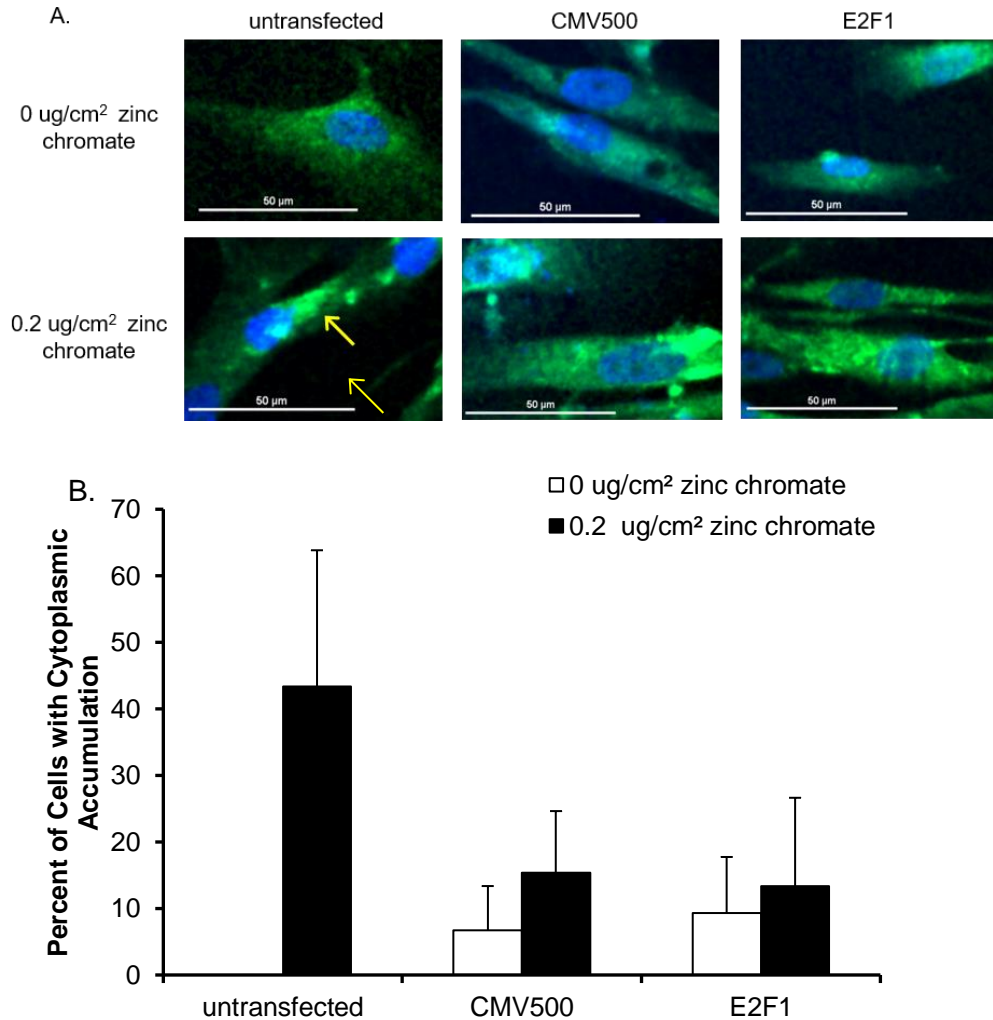 A.
untransfected
CMV500
E2F1
0 ug/cm² zinc
chromate
50 µm
50 µm
50 µm
0.2 ug/cm² zinc
chromate
50 µm
50 µm
50 µm
B.
0 ug/cm² zinc chromate
0.2 ug/cm² zinc chromate
Percent of Cells with Cytoplasmic
Accumulation
70
60
50
40
30
20
10
0
untransfected
CMV500
E2F1